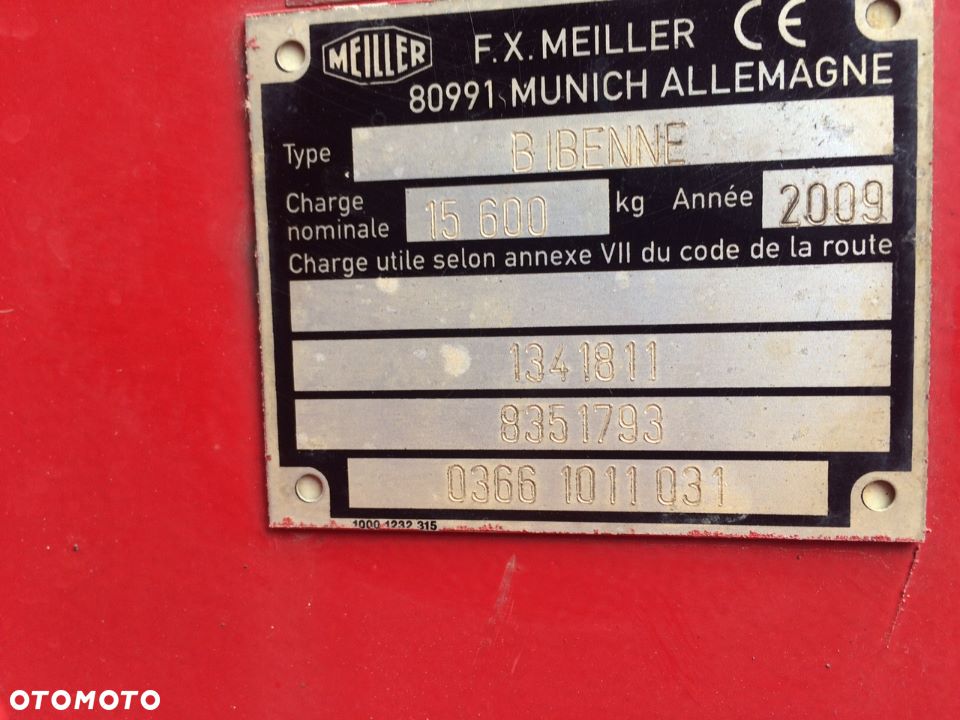 MEILLER
F.X. MEILLER CE
80991 MUNICH ALLEMAGNE
Type BIBENNE
Charge nominale 15 600 kg Année 2009
Charge utile selon annexe VII du code de la route
1341811
8351793
0366 1011 031
1000 1232 315
OTOMOTO